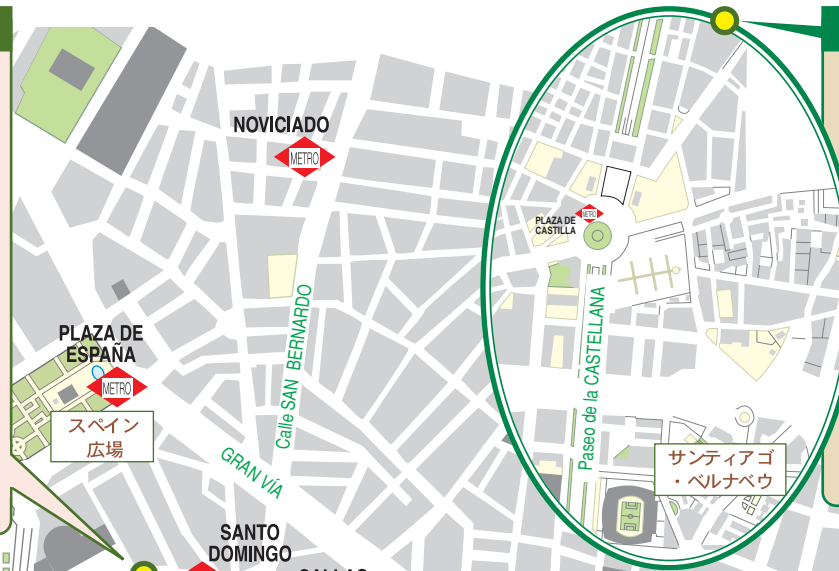 NOVICIADO
METRO
PLAZA DE
CASTILLA
METRO
Calle SAN BERNARDO
Paseo de la CASTELLANA
PLAZA DE
ESPAÑA
METRO
スペイン
広場
GRAN VÍA
サンティアゴ
・ベルナベウ
SANTO
DOMINGO